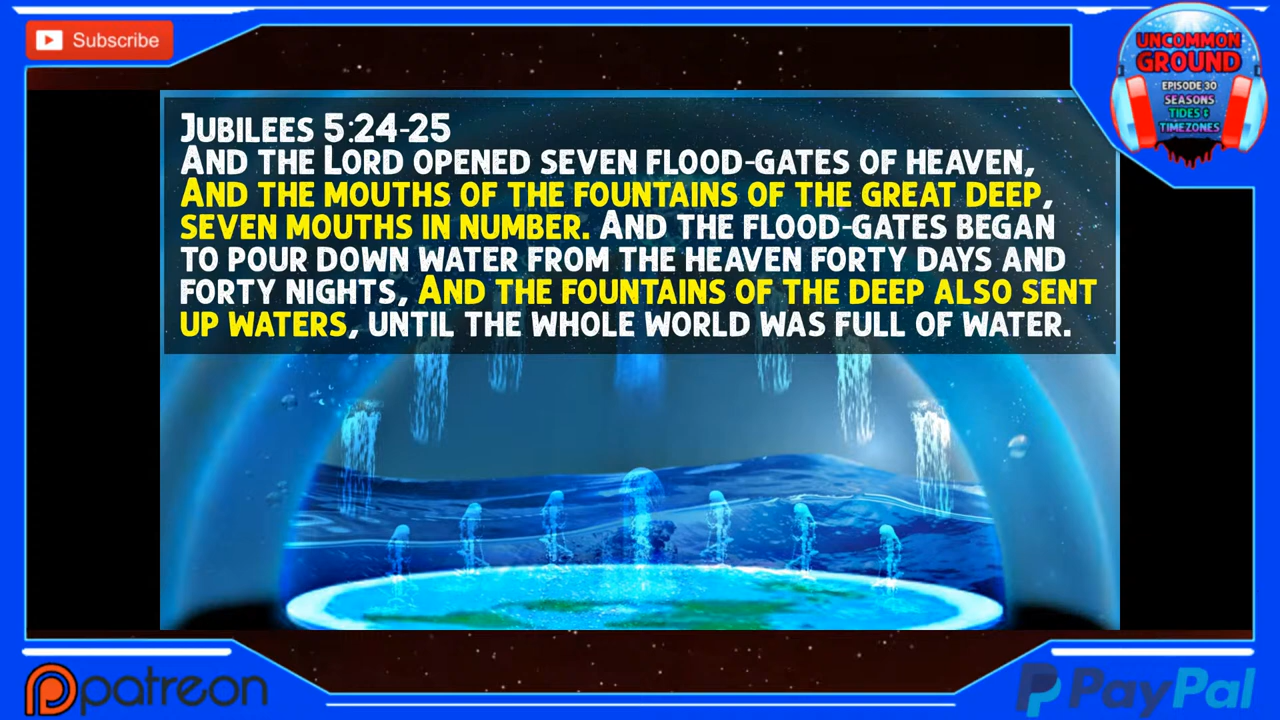 Subscribe
UNCOMMON
GROUND
EPISODE 30
SEASONS
TIDES &
TIMEZONES
JUBILEES 5:24-25
AND THE LORD OPENED SEVEN FLOOD-GATES OF HEAVEN,
AND THE MOUTHS OF THE FOUNTAINS OF THE GREAT DEEP,
SEVEN MOUTHS IN NUMBER. AND THE FLOOD-GATES BEGAN
TO POUR DOWN WATER FROM THE HEAVEN FORTY DAYS AND
FORTY NIGHTS, AND THE FOUNTAINS OF THE DEEP ALSO SENT
UP WATERS, UNTIL THE WHOLE WORLD WAS FULL OF WATER.
patreon
PayPal